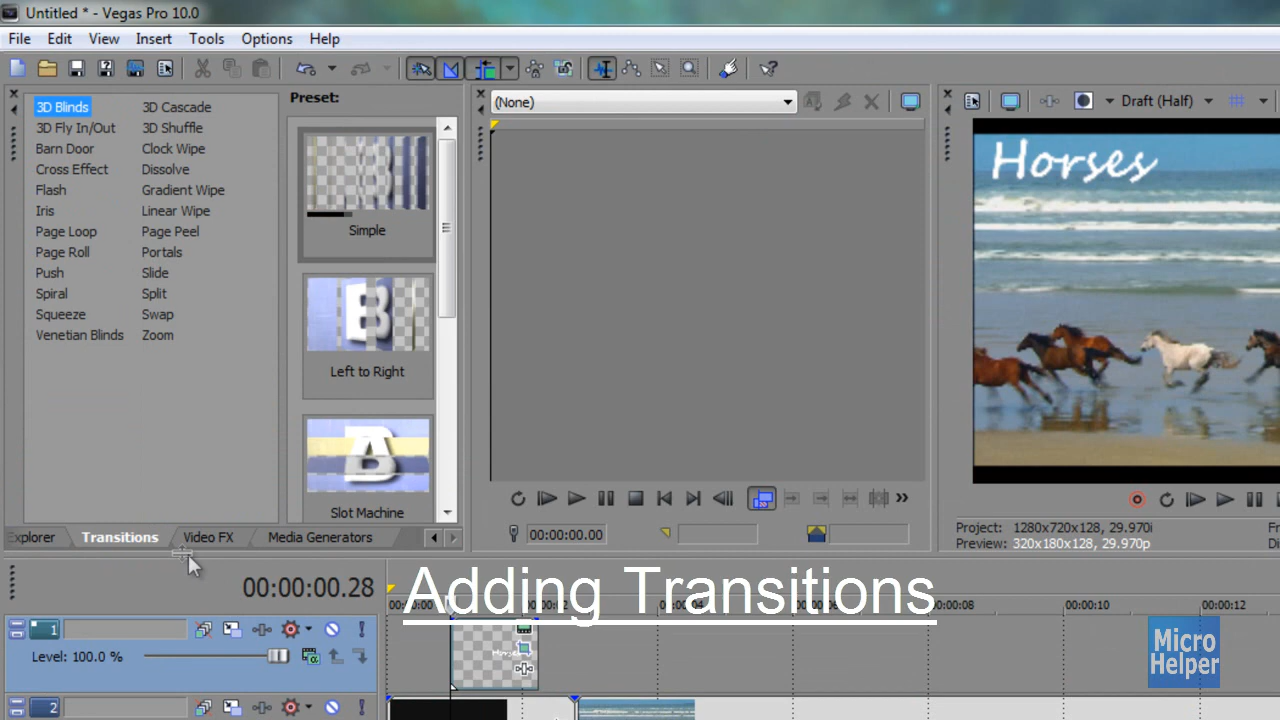 Untitled * - Vegas Pro 10.0
File Edit View Insert Tools Options Help
3D Blinds 3D Cascade
3D Fly In/Out 3D Shuffle
Barn Door Clock Wipe
Cross Effect Dissolve
Flash Gradient Wipe
Iris Linear Wipe
Page Loop Page Peel
Page Roll Portals
Push Slide
Spiral Split
Squeeze Swap
Venetian Blinds Zoom
Preset:
Simple
Left to Right
Slot Machine
(None)
Draft (Half)
Horses
Explorer Transitions Video FX Media Generators
00:00:00.00
Project: 1280x720x128, 29.970i
Preview: 320x180x128, 29.970p
00:00:00.28
Adding Transitions
00:00:08 00:00:10 00:00:12
1
Level: 100.0 %
2
Micro
Helper